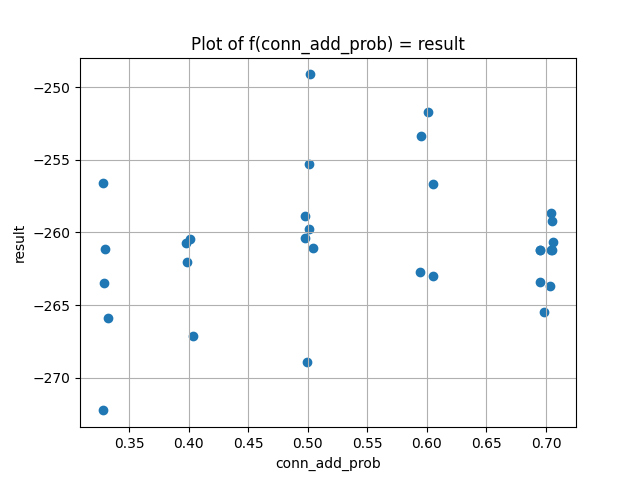 Plot of f(conn_add_prob) = result
−250
−255
−260
−265
−270
result
0.35 0.40 0.45 0.50 0.55 0.60 0.65 0.70
conn_add_prob